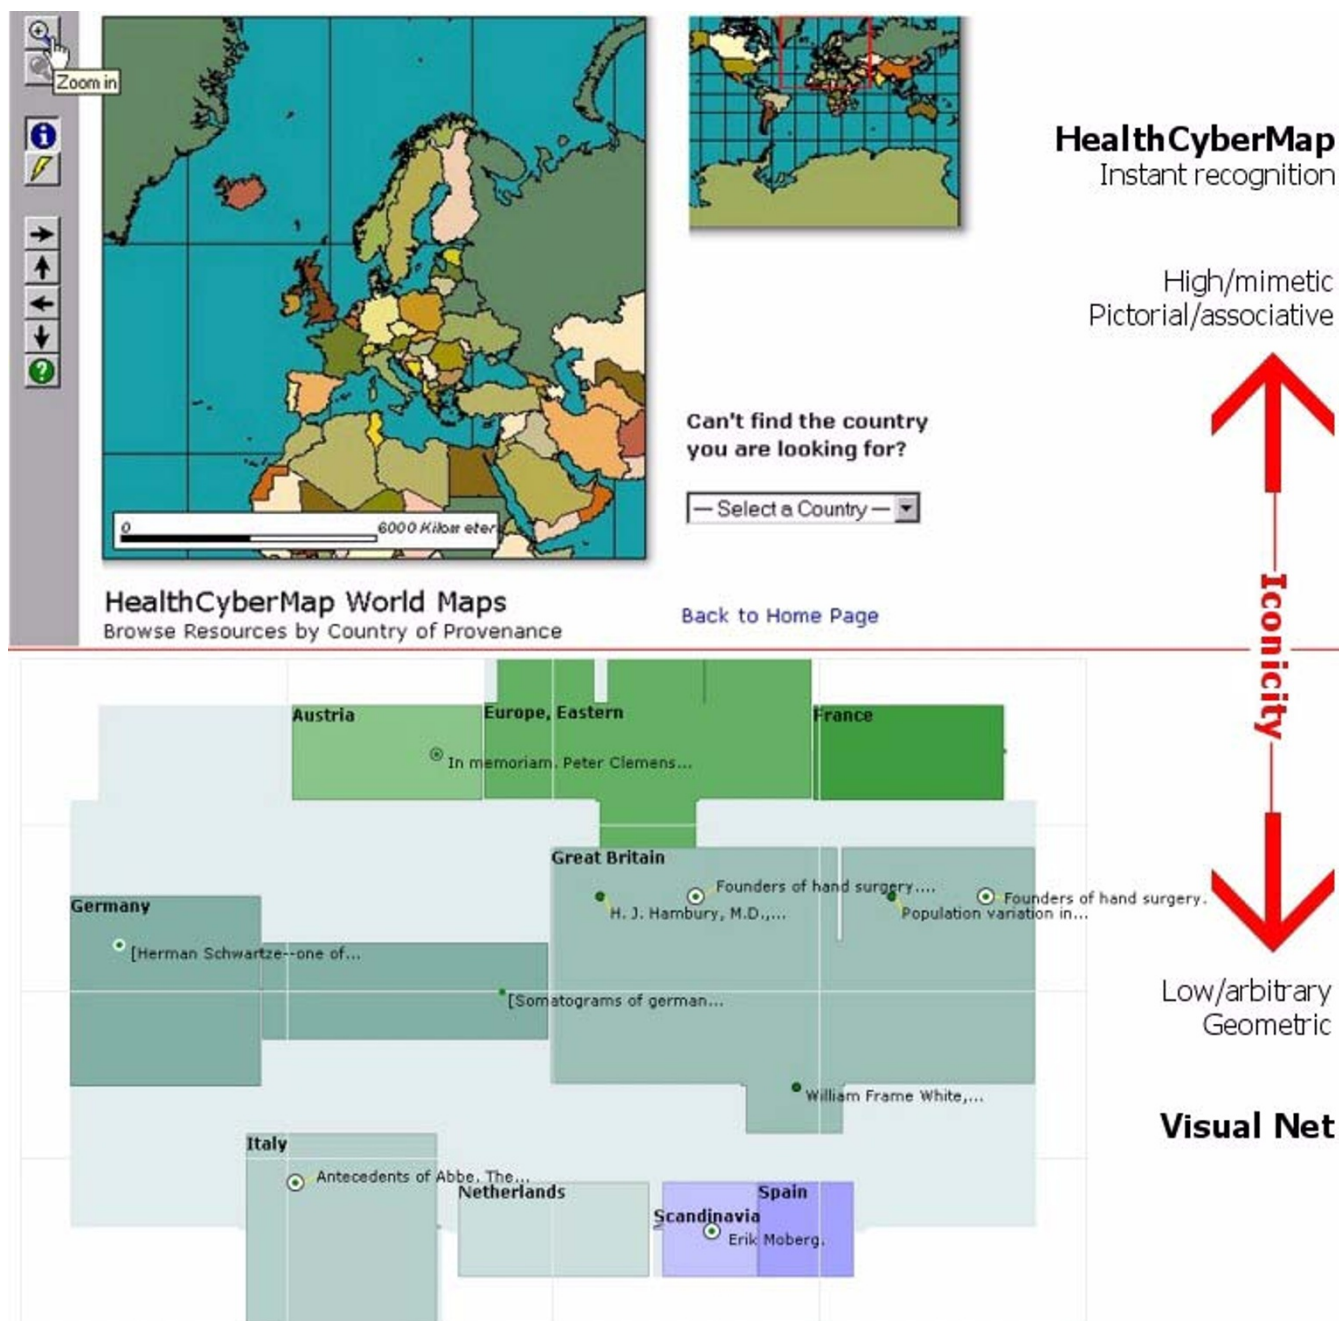 Zoom in
HealthCyberMap
Instant recognition
High/mimetic
Pictorial/associative
Can't find the country
you are looking for?
— Select a Country —
0 6000 Kilometers
HealthCyberMap World Maps
Browse Resources by Country of Provenance
Back to Home Page
Iconicity
Austria
Europe, Eastern
France
In memoriam. Peter Clemens...
Great Britain
Founders of hand surgery....
Founders of hand surgery.
H. J. Hambury, M.D.,...
Population variation in...
Germany
[Herman Schwartze--one of...
[Somatograms of german...
Low/arbitrary
Geometric
William Frame White,...
Visual Net
Italy
Antecedents of Abbe. The...
Netherlands
Spain
Scandinavia
Erik Moberg.